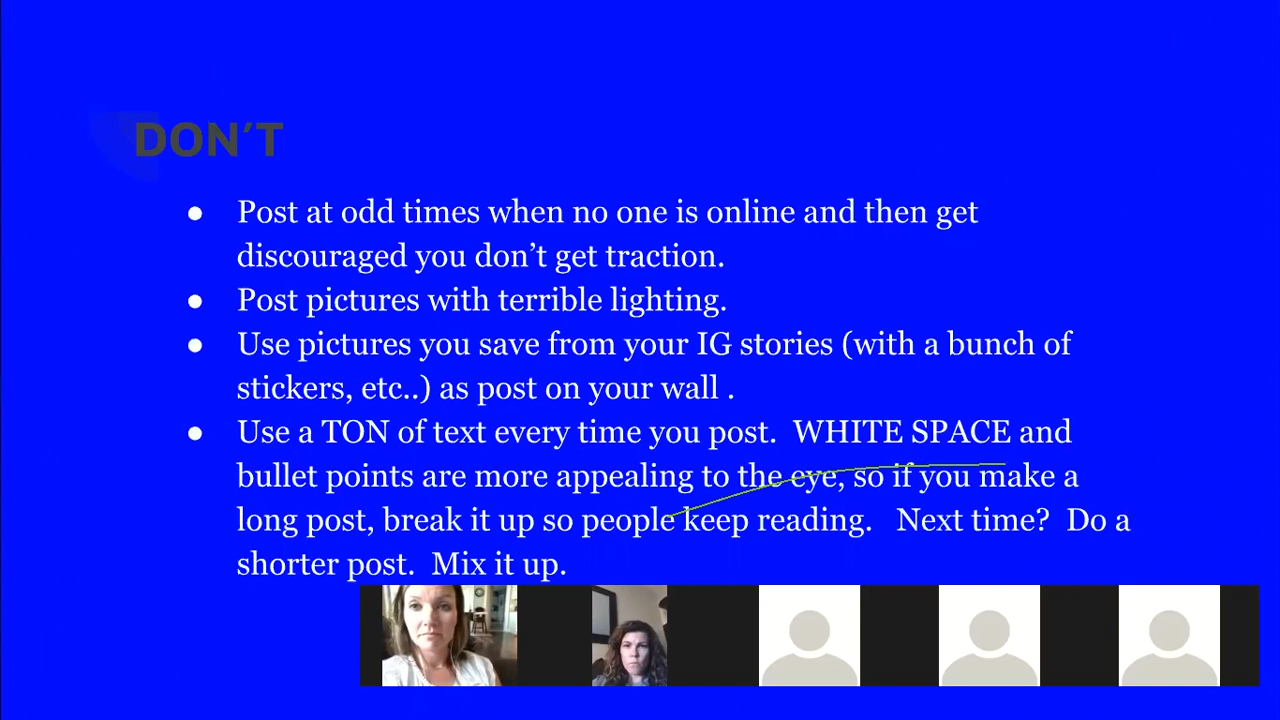 DON'T
● Post at odd times when no one is online and then get
discouraged you don't get traction.
● Post pictures with terrible lighting.
● Use pictures you save from your IG stories (with a bunch of
stickers, etc..) as post on your wall .
● Use a TON of text every time you post.  WHITE SPACE and
bullet points are more appealing to the eye, so if you make a
long post, break it up so people keep reading.   Next time?  Do a
shorter post.  Mix it up.